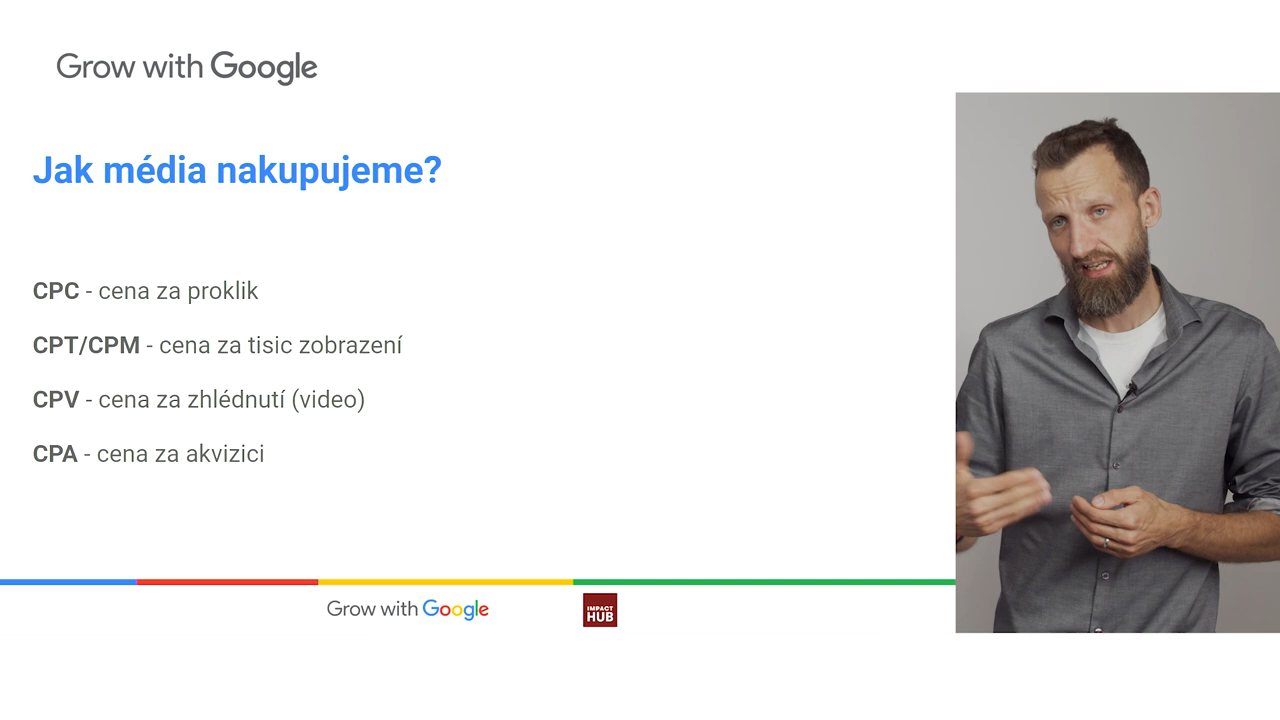 Grow with Google
Jak média nakupujeme?
CPC - cena za proklik
CPT/CPM - cena za tisic zobrazení
CPV - cena za zhlédnutí (video)
CPA - cena za akvizici
Grow with Google
IMPACT
HUB